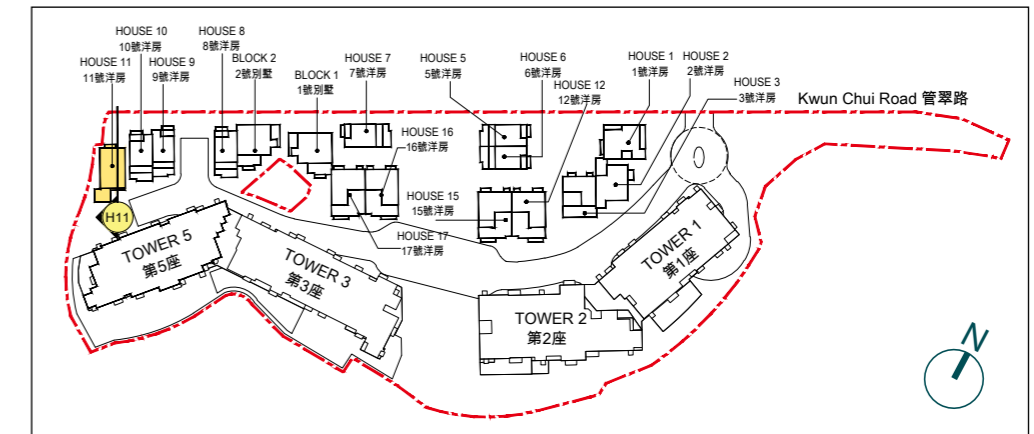 HOUSE 10
10號洋房
HOUSE 11
11號洋房
HOUSE 9
9號洋房
HOUSE 8
8號洋房
BLOCK 2
2號別墅
BLOCK 1
1號別墅
HOUSE 7
7號洋房
HOUSE 5
5號洋房
HOUSE 6
6號洋房
HOUSE 12
12號洋房
HOUSE 1
1號洋房
HOUSE 2
2號洋房
HOUSE 3
3號洋房
Kwun Chui Road 管翠路
HOUSE 16
16號洋房
HOUSE 15
15號洋房
HOUSE 17
17號洋房
H11
TOWER 5
第5座
TOWER 3
第3座
TOWER 2
第2座
TOWER 1
第1座
N